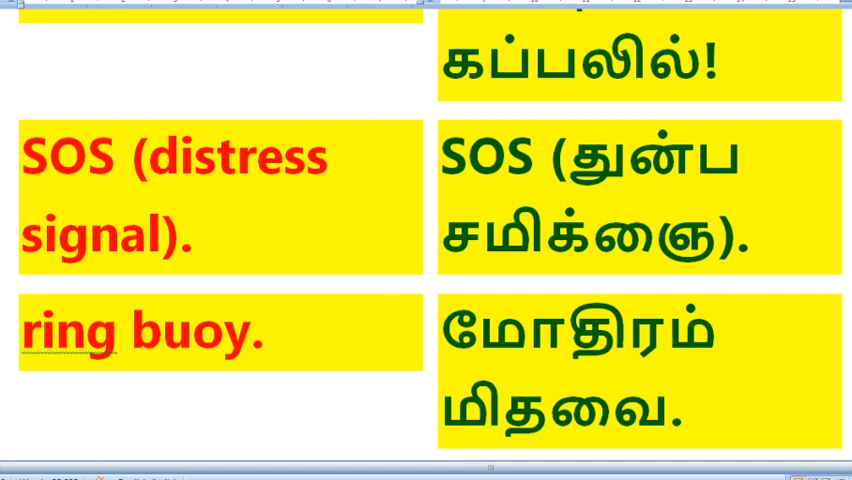 கப்பலில்!
SOS (distress
signal).
SOS (துன்ப
சமிக்ஞை).
ring buoy.
மோதிரம்
மிதவை.